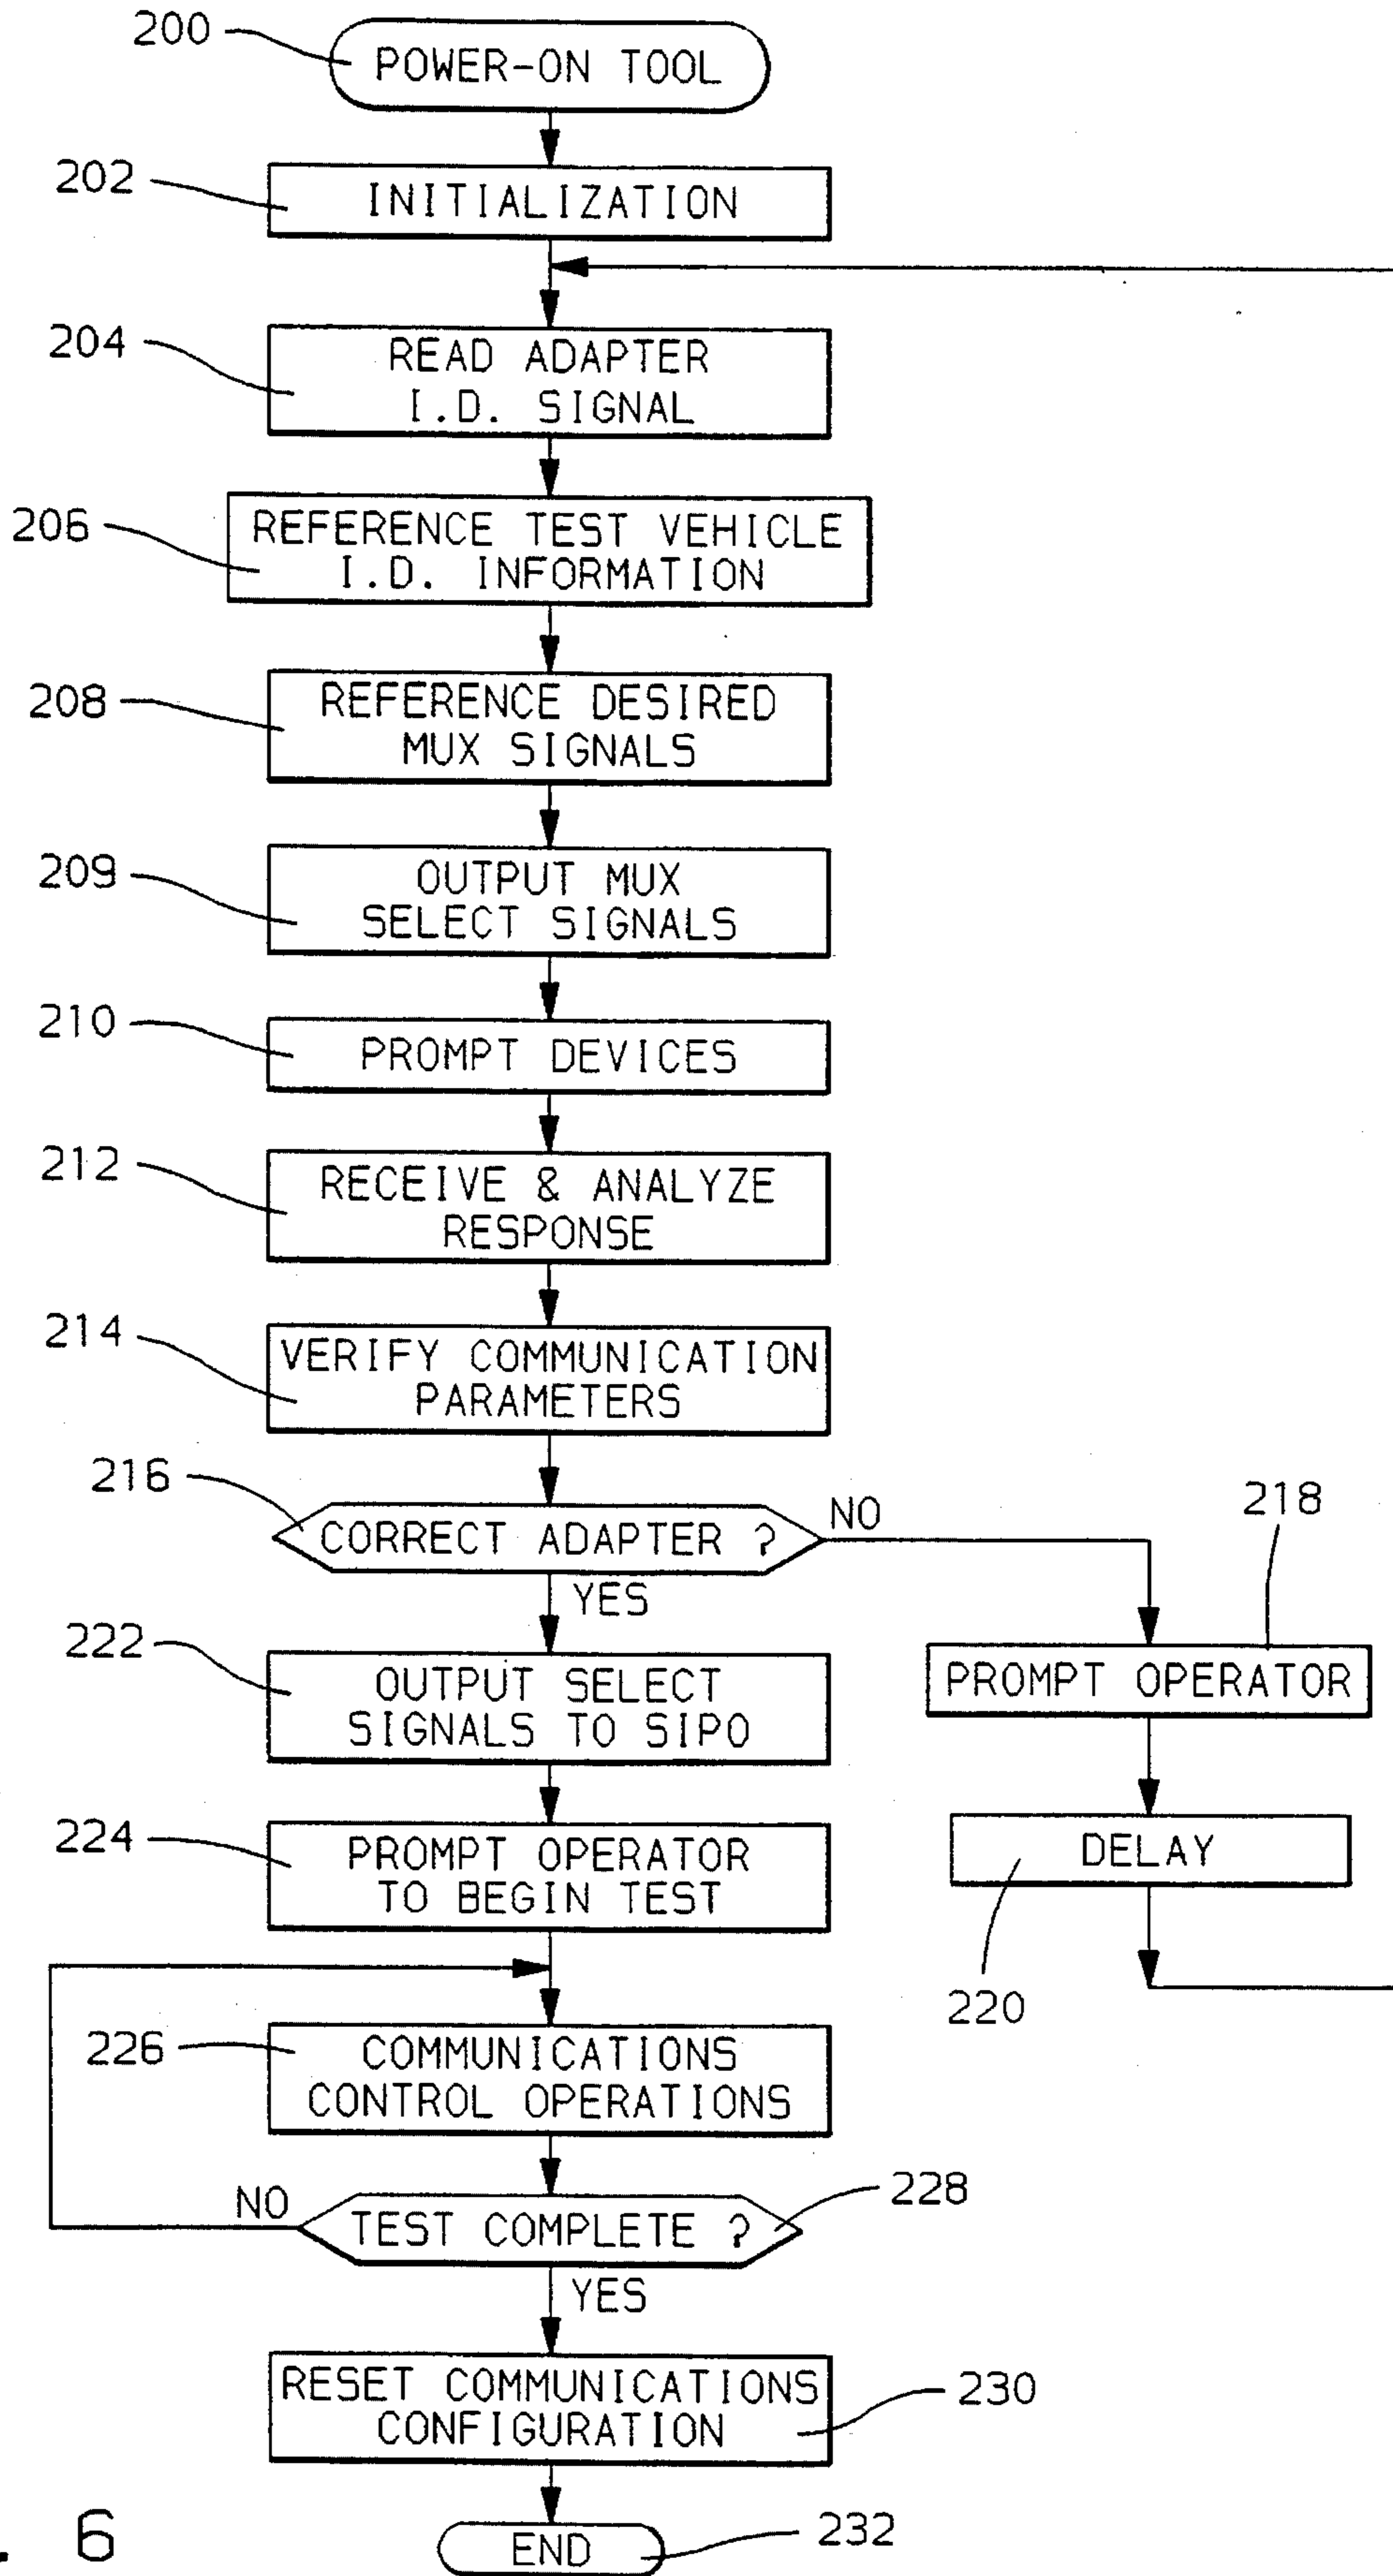 200
POWER-ON TOOL
202
INITIALIZATION
204
READ ADAPTER
I.D. SIGNAL
206
REFERENCE TEST VEHICLE
I.D. INFORMATION
208
REFERENCE DESIRED
MUX SIGNALS
209
OUTPUT MUX
SELECT SIGNALS
210
PROMPT DEVICES
212
RECEIVE & ANALYZE
RESPONSE
214
VERIFY COMMUNICATION
PARAMETERS
216
CORRECT ADAPTER ?
NO
YES
218
PROMPT OPERATOR
DELAY
220
222
OUTPUT SELECT
SIGNALS TO SIPO
224
PROMPT OPERATOR
TO BEGIN TEST
226
COMMUNICATIONS
CONTROL OPERATIONS
NO
TEST COMPLETE ?
228
YES
RESET COMMUNICATIONS
CONFIGURATION
230
END
232
. 6